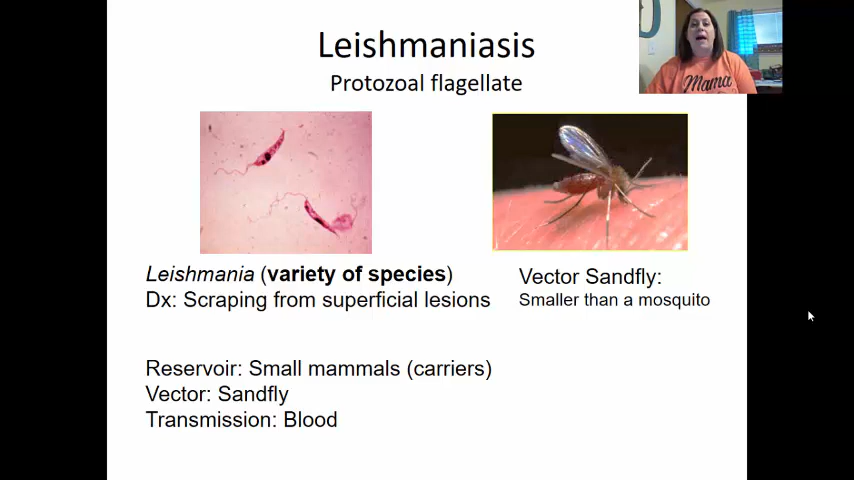 Leishmaniasis
Protozoal flagellate
Mama
Leishmania (variety of species)
Dx: Scraping from superficial lesions
Vector Sandfly:
Smaller than a mosquito
Reservoir: Small mammals (carriers)
Vector: Sandfly
Transmission: Blood